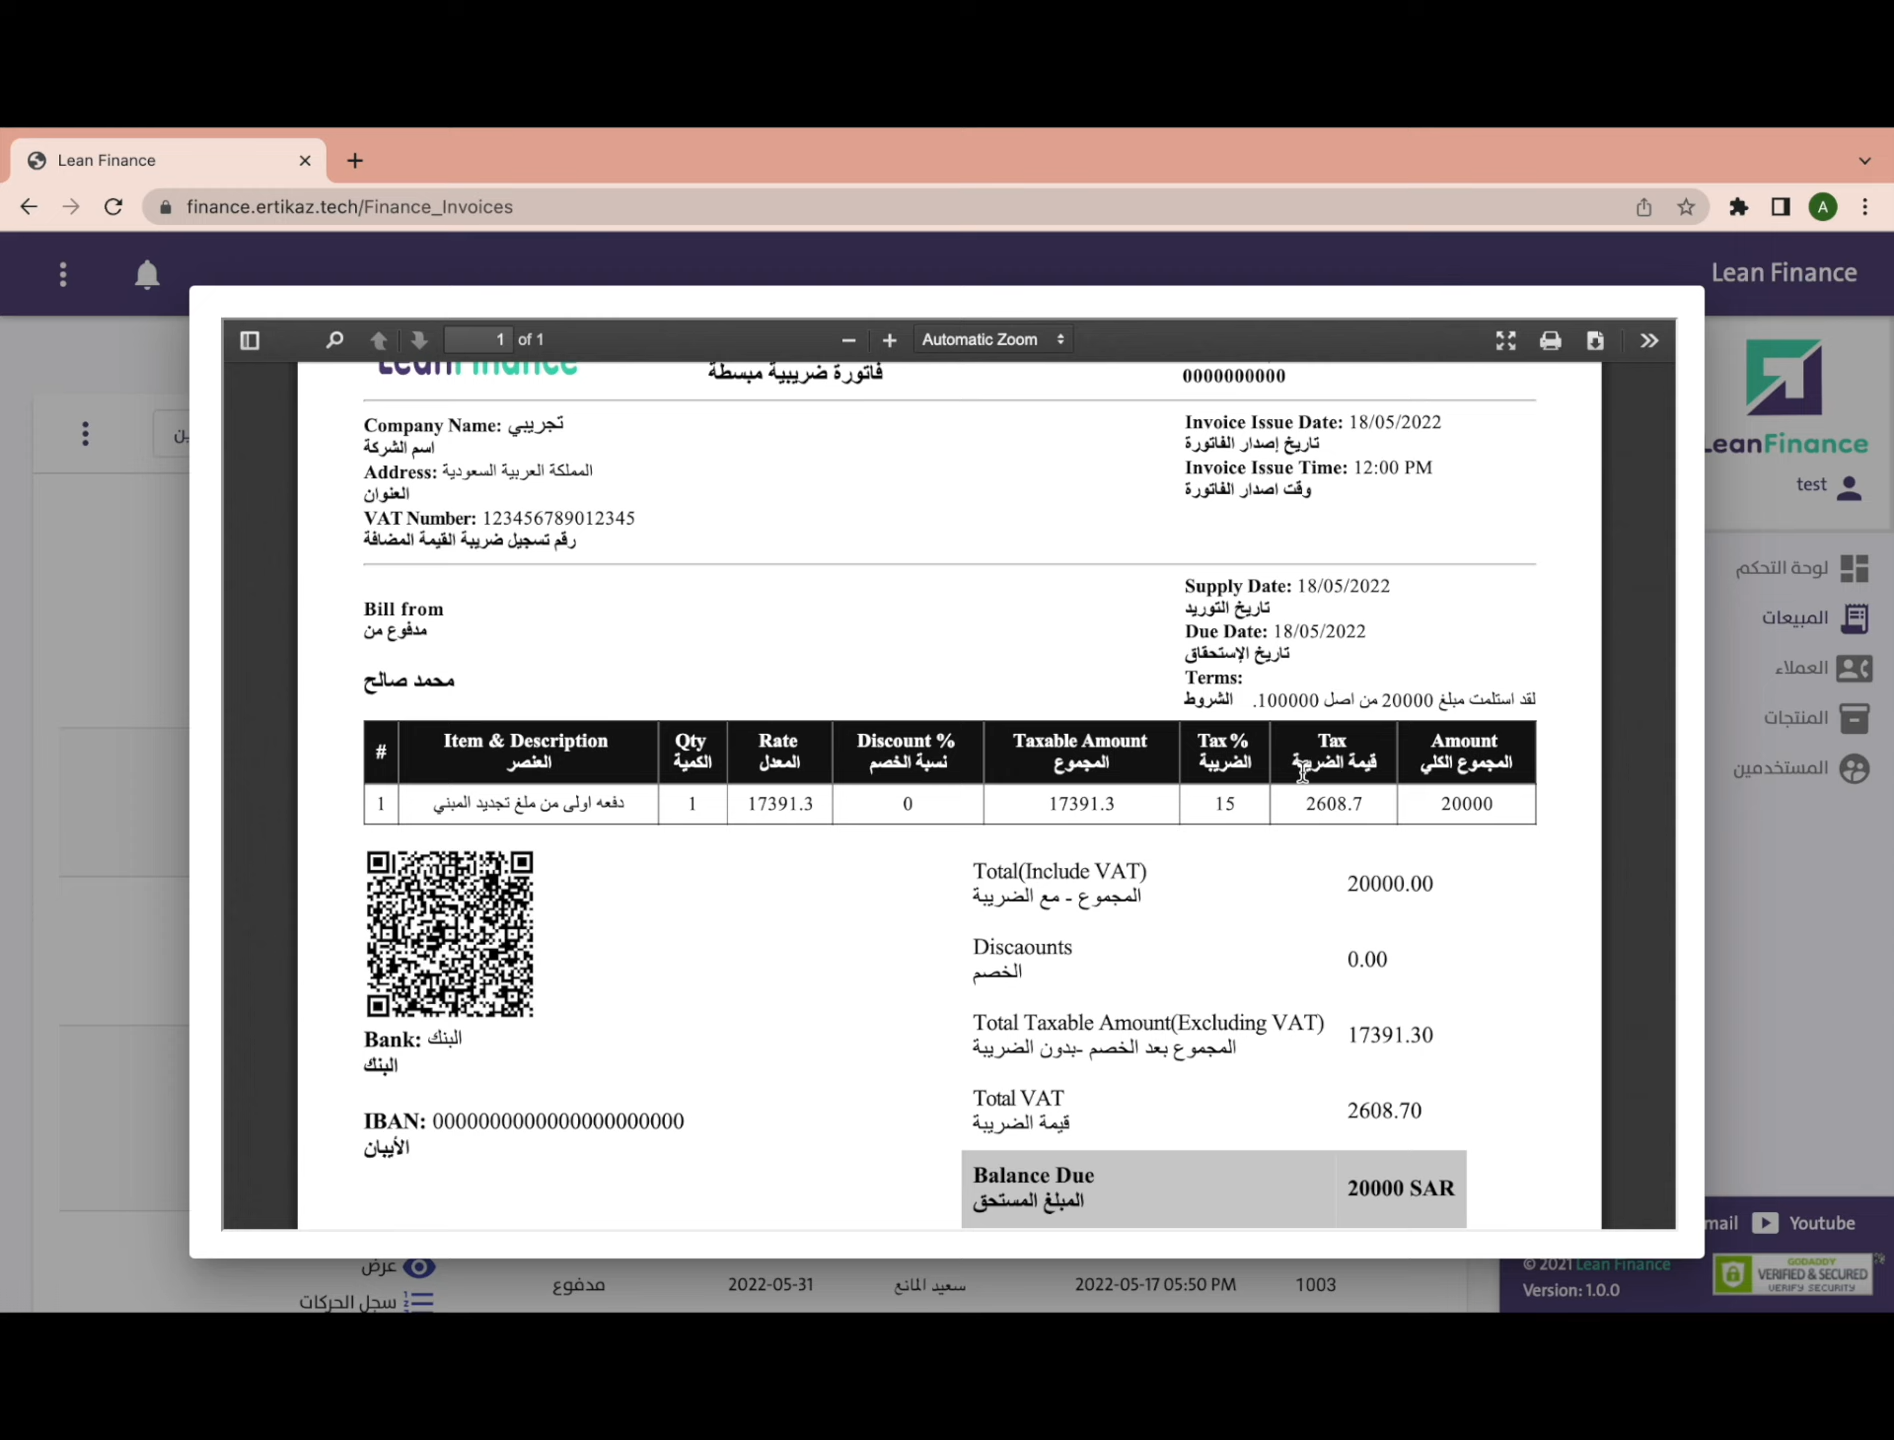 Lean Finance
finance.ertikaz.tech/Finance_Invoices
A
Lean Finance
1 of 1
Automatic Zoom
LeanFinance
فاتورة ضريبية مبسطة
0000000000
Company Name: تجريبي
اسم الشركة
Address: المملكة العربية السعودية
العنوان
VAT Number: 123456789012345
رقم تسجيل ضريبة القيمة المضافة
Invoice Issue Date: 18/05/2022
تاريخ إصدار الفاتورة
Invoice Issue Time: 12:00 PM
وقت اصدار الفاتورة
Bill from
مدفوع من
محمد صالح
Supply Date: 18/05/2022
تاريخ التوريد
Due Date: 18/05/2022
تاريخ الإستحقاق
Terms:
الشروط لقد استلمت مبلغ 20000 من اصل 100000.
# Item & Description Qty Rate Discount % Taxable Amount Tax % Tax Amount
العنصر الكمية المعدل نسبة الخصم المجموع الضريبة قيمة الضريبة المجموع الكلي
1 دفعه اولى من ملغ تجديد المبني 1 17391.3 0 17391.3 15 2608.7 20000
Total(Include VAT) 20000.00
المجموع - مع الضريبة
Discaounts 0.00
الخصم
Total Taxable Amount(Excluding VAT) 17391.30
المجموع بعد الخصم -بدون الضريبة
Total VAT 2608.70
قيمة الضريبة
Balance Due 20000 SAR
المبلغ المستحق
Bank: البنك
البنك
IBAN: 0000000000000000000000
الأيبان
LeanFinance
test
لوحة التحكم
المبيعات
العملاء
المنتجات
المستخدمين
ين
عرض
سجل الحركات
مدفوع 2022-05-31 سعيد المانع 2022-05-17 05:50 PM 1003
mail Youtube
© 2021 Lean Finance
Version: 1.0.0
GODADDY
VERIFIED & SECURED
VERIFY SECURITY